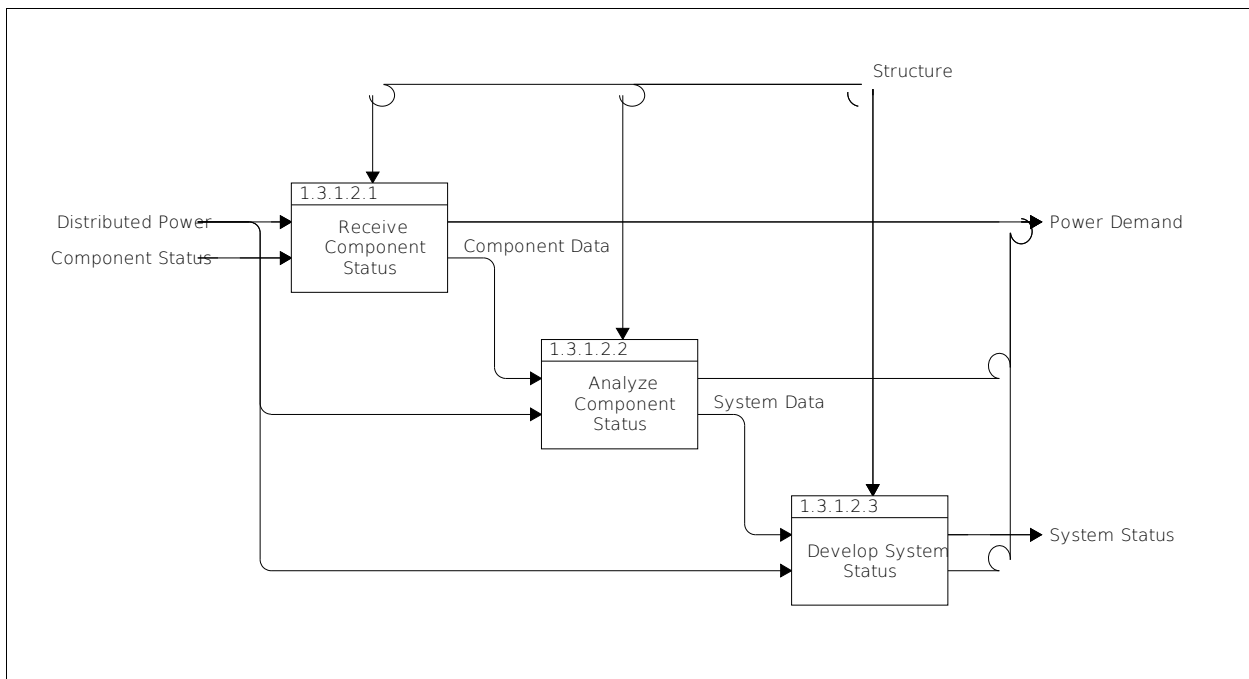 Structure
1.3.1.2.1
Distributed Power
Receive
Power Demand
Component
Component Data
Component Status
Status
1.3.1.2.2
Analyze
Component
System Data
Status
1.3.1.2.3
System Status
Develop System
Status